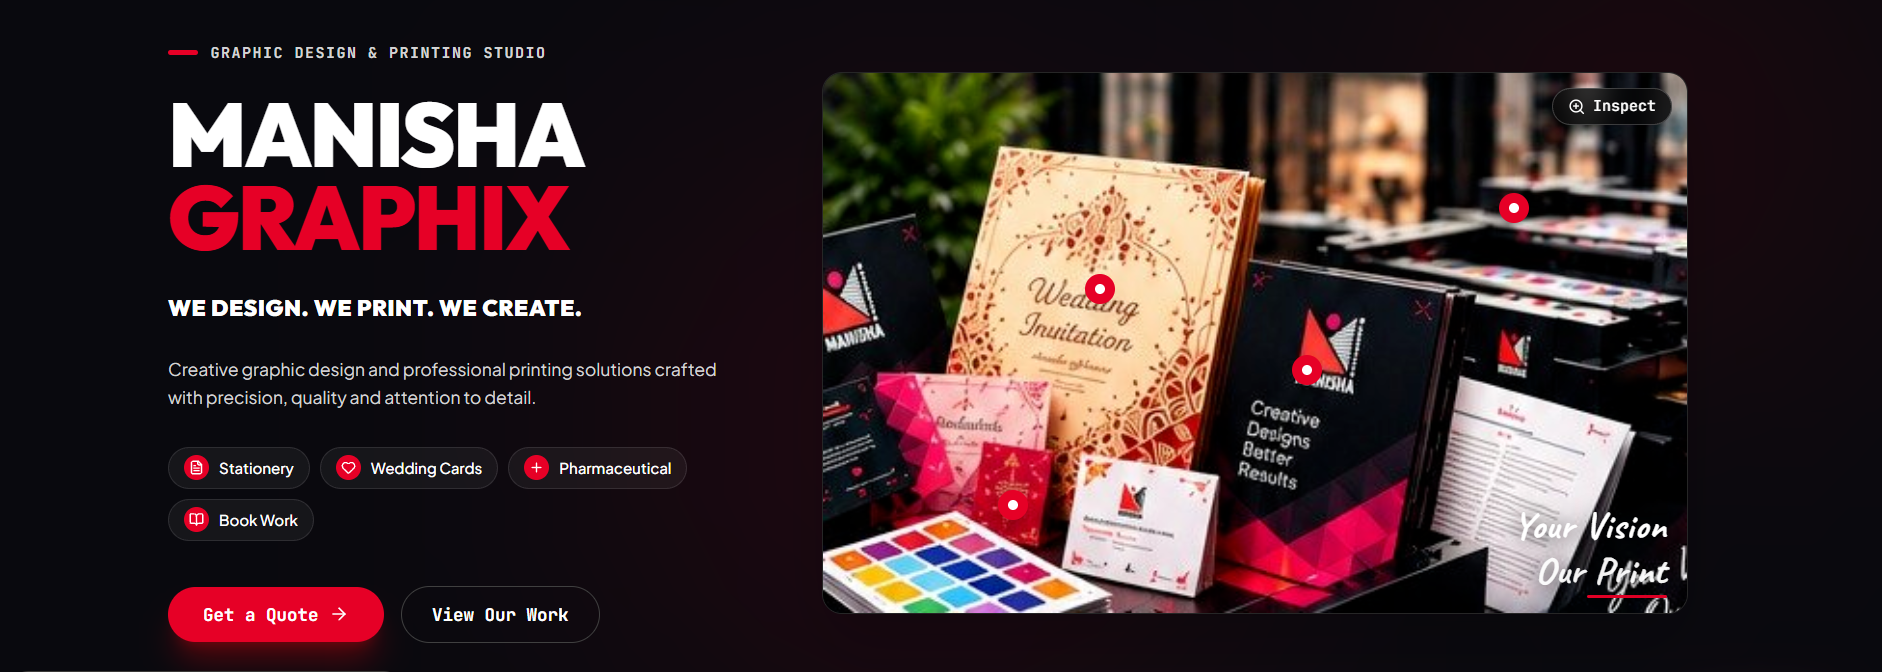 GRAPHIC DESIGN & PRINTING STUDIO
MANISHA
GRAPHIX
WE DESIGN. WE PRINT. WE CREATE.
Creative graphic design and professional printing solutions crafted
with precision, quality and attention to detail.
Stationery
Wedding Cards
Pharmaceutical
Book Work
Get a Quote
View Our Work
Inspect
Wedding
Invitation
MANISHA
MANISHA
Creative
Designs
Better
Results
Your Vision
Our Print